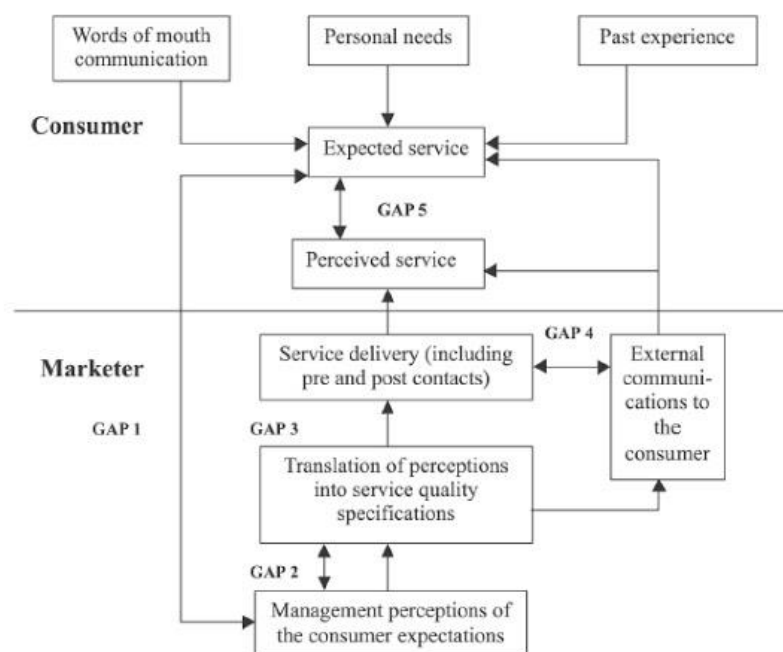 Words of mouth
communication
Personal needs
Past experience
Consumer
Expected service
GAP 5
Perceived service
GAP 4
Marketer
Service delivery (including
pre and post contacts)
External
communi-
cations to
the
consumer
GAP 1
GAP 3
Translation of perceptions
into service quality
specifications
GAP 2
Management perceptions of
the consumer expectations